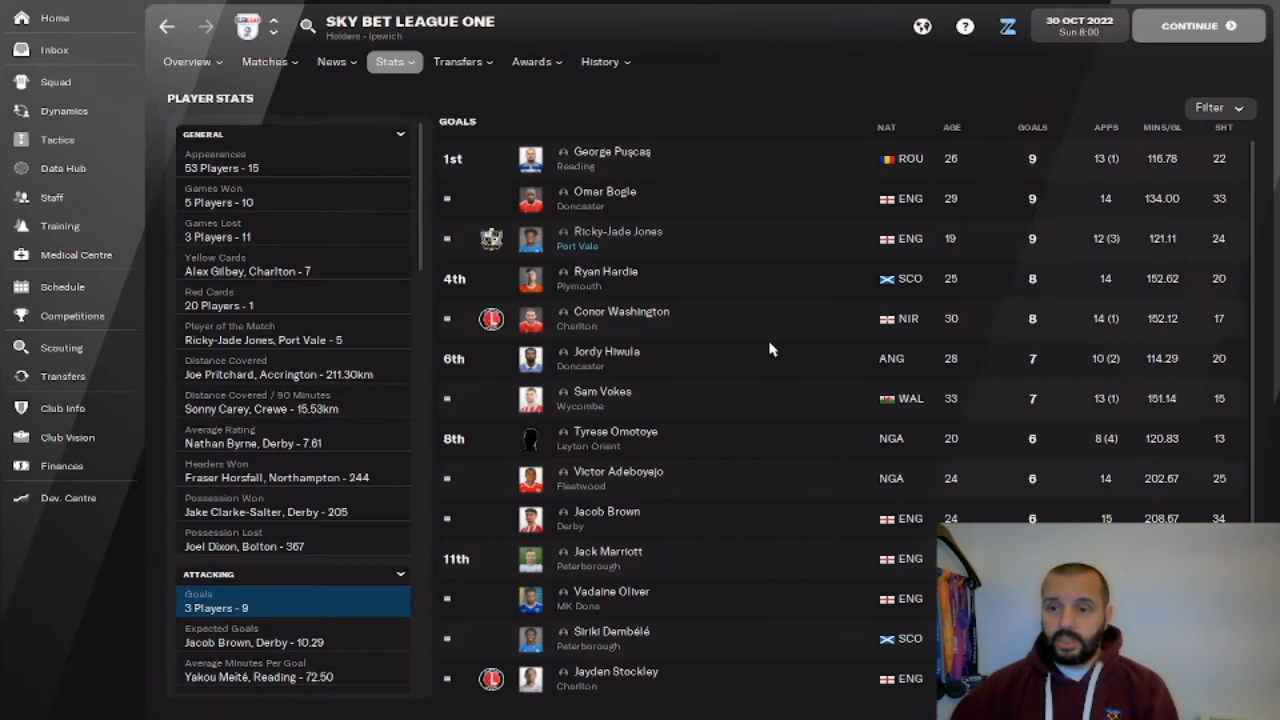 Home
Inbox
Squad
Dynamics
Tactics
Data Hub
Staff
Training
Medical Centre
Schedule
Competitions
Scouting
Transfers
Club Info
Club Vision
Finances
Dev. Centre
SKY BET LEAGUE ONE
Holders - Ipswich
30 OCT 2022
Sun 8:00
CONTINUE
Overview Matches News Stats Transfers Awards History
PLAYER STATS
Filter
GENERAL
Appearances
53 Players - 15
Games Won
5 Players - 10
Games Lost
3 Players - 11
Yellow Cards
Alex Gilbey, Charlton - 7
Red Cards
20 Players - 1
Player of the Match
Ricky-Jade Jones, Port Vale - 5
Distance Covered
Joe Pritchard, Accrington - 211.30km
Distance Covered / 90 Minutes
Sonny Carey, Crewe - 15.53km
Average Rating
Nathan Byrne, Derby - 7.61
Headers Won
Fraser Horsfall, Northampton - 244
Possession Won
Jake Clarke-Salter, Derby - 205
Possession Lost
Joel Dixon, Bolton - 367
ATTACKING
Goals
3 Players - 9
Expected Goals
Jacob Brown, Derby - 10.29
Average Minutes Per Goal
Yakou Meïté, Reading - 72.50
GOALS NAT AGE GOALS APPS MINS/GL SHT
1st George Pușcaș ROU 26 9 13 (1) 116.78 22
Reading
= Omar Bogle ENG 29 9 14 134.00 33
Doncaster
= Ricky-Jade Jones ENG 19 9 12 (3) 121.11 24
Port Vale
4th Ryan Hardie SCO 25 8 14 152.62 20
Plymouth
= Conor Washington NIR 30 8 14 (1) 152.12 17
Charlton
6th Jordy Hiwula ANG 28 7 10 (2) 114.29 20
Doncaster
= Sam Vokes WAL 33 7 13 (1) 151.14 15
Wycombe
8th Tyrese Omotoye NGA 20 6 8 (4) 120.83 13
Leyton Orient
= Victor Adeboyejo NGA 24 6 14 202.67 25
Fleetwood
= Jacob Brown ENG 24 6 15 208.67 34
Derby
11th Jack Marriott ENG
Peterborough
= Vadaine Oliver ENG
MK Dons
= Siriki Dembélé SCO
Peterborough
= Jayden Stockley ENG
Charlton